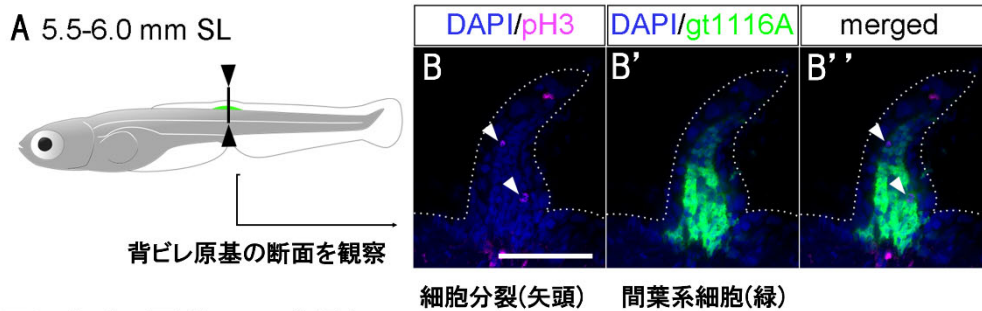 A 5.5-6.0 mm SL
DAPI/pH3
DAPI/gt1116A
merged
B
B'
B''
背ビレ原基の断面を観察
細胞分裂(矢頭)
間葉系細胞(緑)